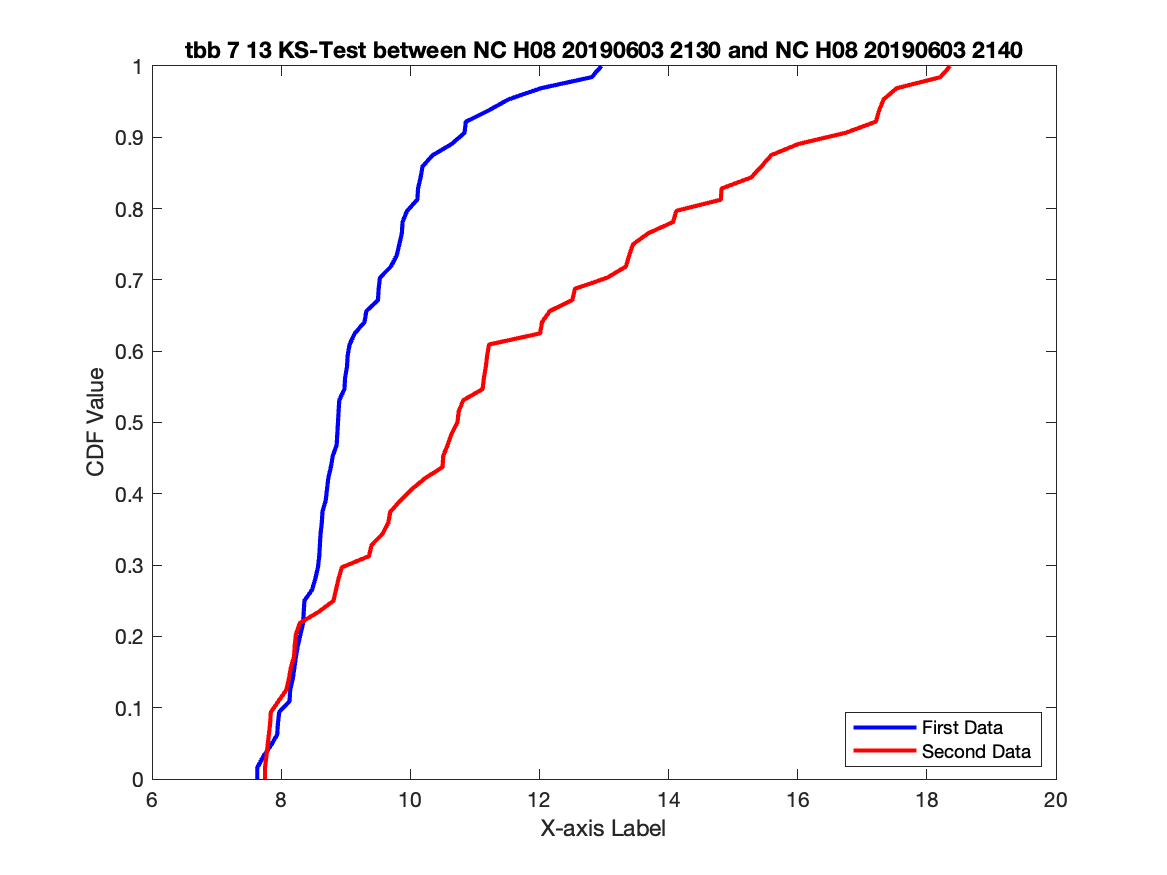 tbb 7 13 KS-Test between NC H08 20190603 2130 and NC H08 20190603 2140
1
0.9
0.8
0.7
0.6
0.5
0.4
0.3
0.2
0.1
0
CDF Value
6 8 10 12 14 16 18 20
X-axis Label
First Data
Second Data